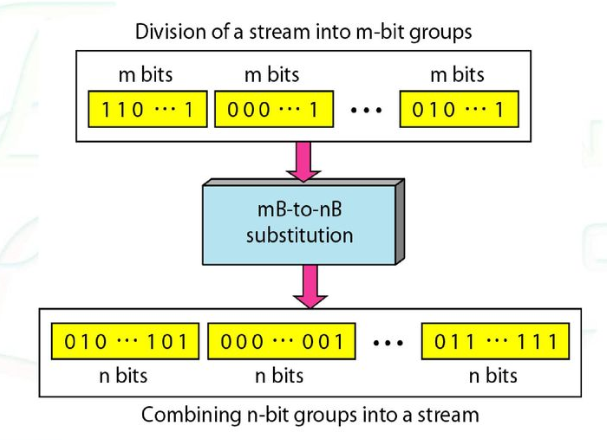 Division of a stream into m-bit groups
m bits m bits m bits
110 ··· 1 000 ··· 1 ••• 010 ··· 1
mB-to-nB
substitution
010 ··· 101 000 ··· 001 ••• 011 ··· 111
n bits n bits n bits
Combining n-bit groups into a stream